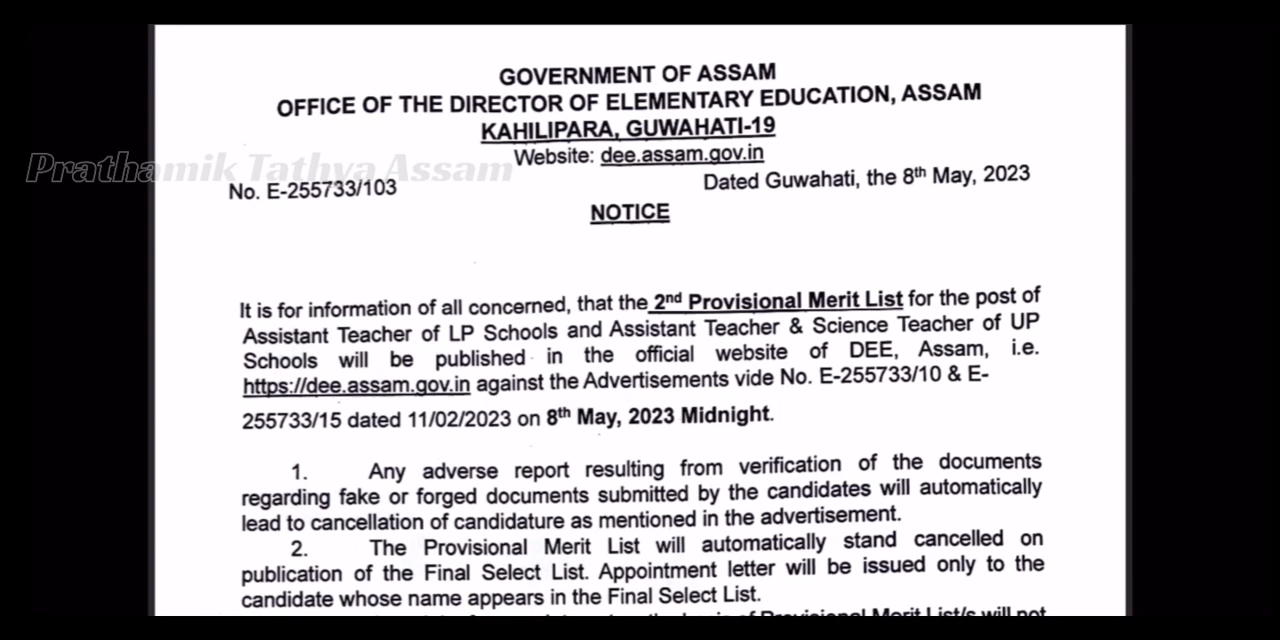 GOVERNMENT OF ASSAM
OFFICE OF THE DIRECTOR OF ELEMENTARY EDUCATION, ASSAM
KAHILIPARA, GUWAHATI-19
Website: dee.assam.gov.in
Prathamik Tathya Assam
No. E-255733/103
Dated Guwahati, the 8th May, 2023
NOTICE
It is for information of all concerned, that the 2nd Provisional Merit List for the post of
Assistant Teacher of LP Schools and Assistant Teacher & Science Teacher of UP
Schools will be published in the official website of DEE, Assam, i.e.
https://dee.assam.gov.in against the Advertisements vide No. E-255733/10 & E-
255733/15 dated 11/02/2023 on 8th May, 2023 Midnight.
1. Any adverse report resulting from verification of the documents
regarding fake or forged documents submitted by the candidates will automatically
lead to cancellation of candidature as mentioned in the advertisement.
2. The Provisional Merit List will automatically stand cancelled on
publication of the Final Select List. Appointment letter will be issued only to the
candidate whose name appears in the Final Select List.
of Provisional Merit List/s will not